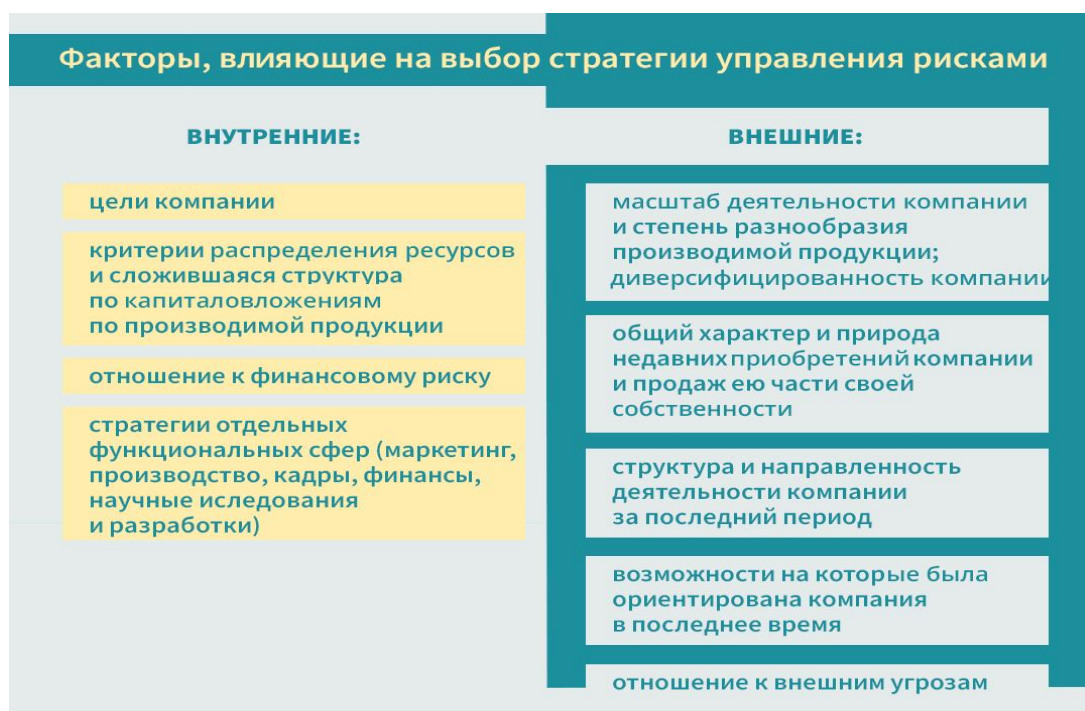 Факторы, влияющие на выбор стратегии управления рисками
ВНУТРЕННИЕ:
цели компании
критерии распределения ресурсов
и сложившаяся структура
по капиталовложениям
по производимой продукции
отношение к финансовому риску
стратегии отдельных
функциональных сфер (маркетинг,
производство, кадры, финансы,
научные иследования
и разработки)
ВНЕШНИЕ:
масштаб деятельности компании
и степень разнообразия
производимой продукции;
диверсифицированность компании
общий характер и природа
недавних приобретений компании
и продаж ею части своей
собственности
структура и направленность
деятельности компании
за последний период
возможности на которые была
ориентирована компания
в последнее время
отношение к внешним угрозам